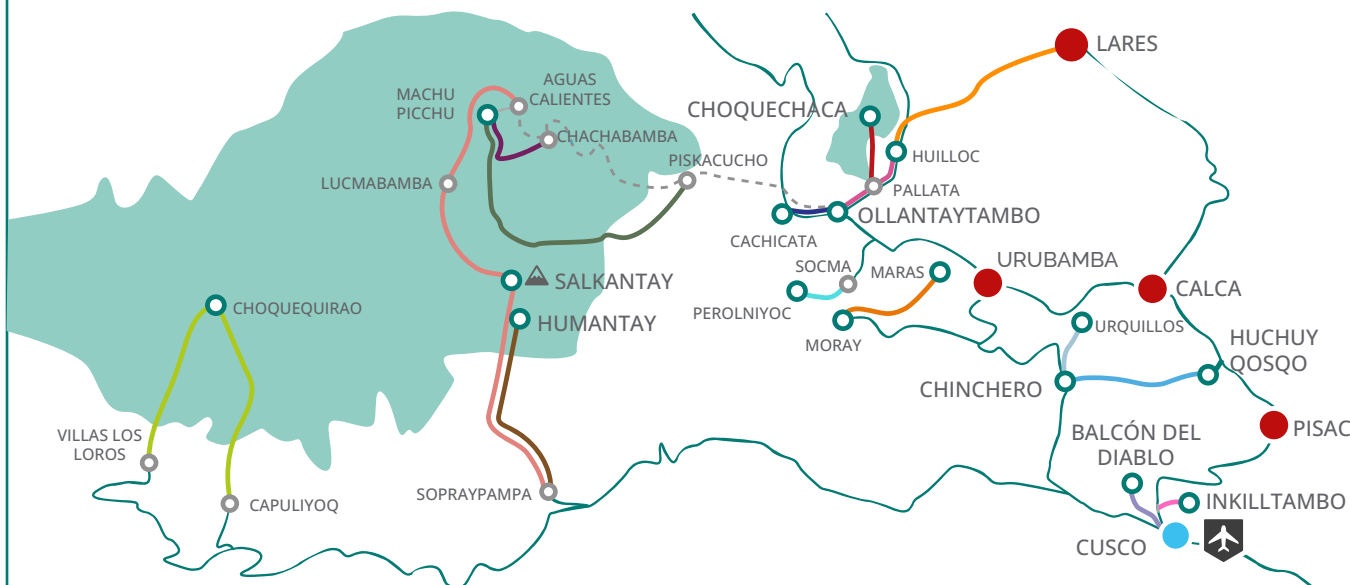 LARES
AGUAS
CALIENTES
MACHU
PICCHU
CHOQUECHACA
CHACHABAMBA
HUILLOC
PISKACUCHO
LUCMABAMBA
PALLATA
OLLANTAYTAMBO
CACHICATA
URUBAMBA
SOCMA
MARAS
SALKANTAY
CALCA
CHOQUEQUIRAO
PEROLNIYOC
HUMANTAY
URQUILLOS
MORAY
HUCHUY
QOSQO
CHINCHERO
PISAC
BALCÓN DEL
DIABLO
VILLAS LOS
LOROS
SOPRAYPAMPA
CAPULIYOQ
INKILLTAMBO
CUSCO